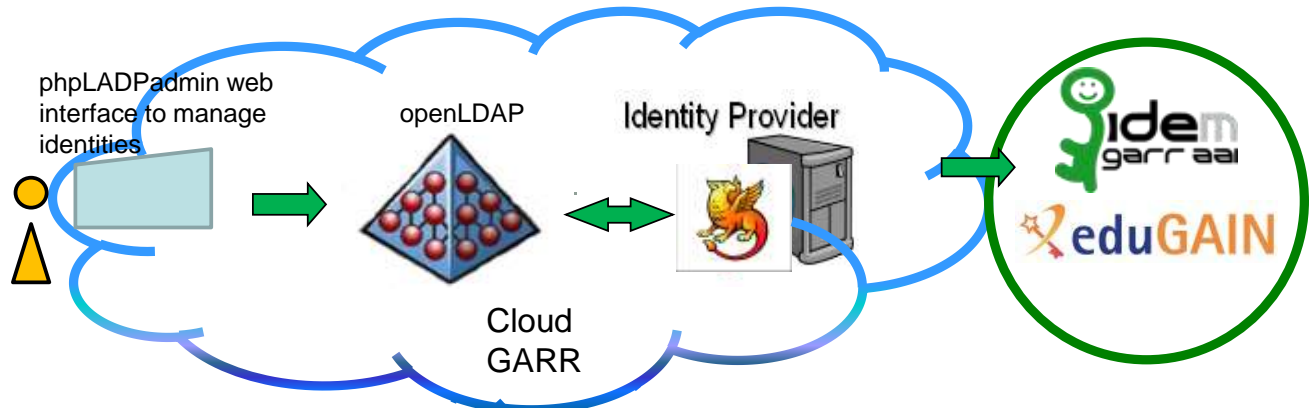 phpLADPadmin web
interface to manage
identities
openLDAP
Identity Provider
idem
garr aai
eduGAIN
Cloud
GARR